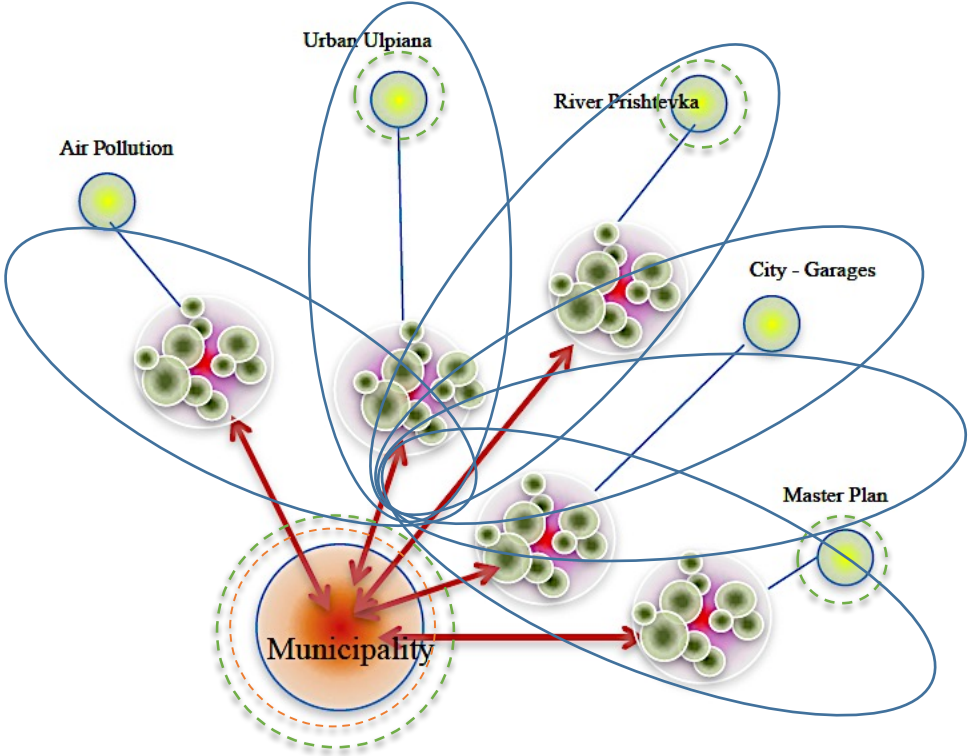 Urban Ulpiana
River Prishtevka
Air Pollution
City - Garages
Master Plan
Municipality